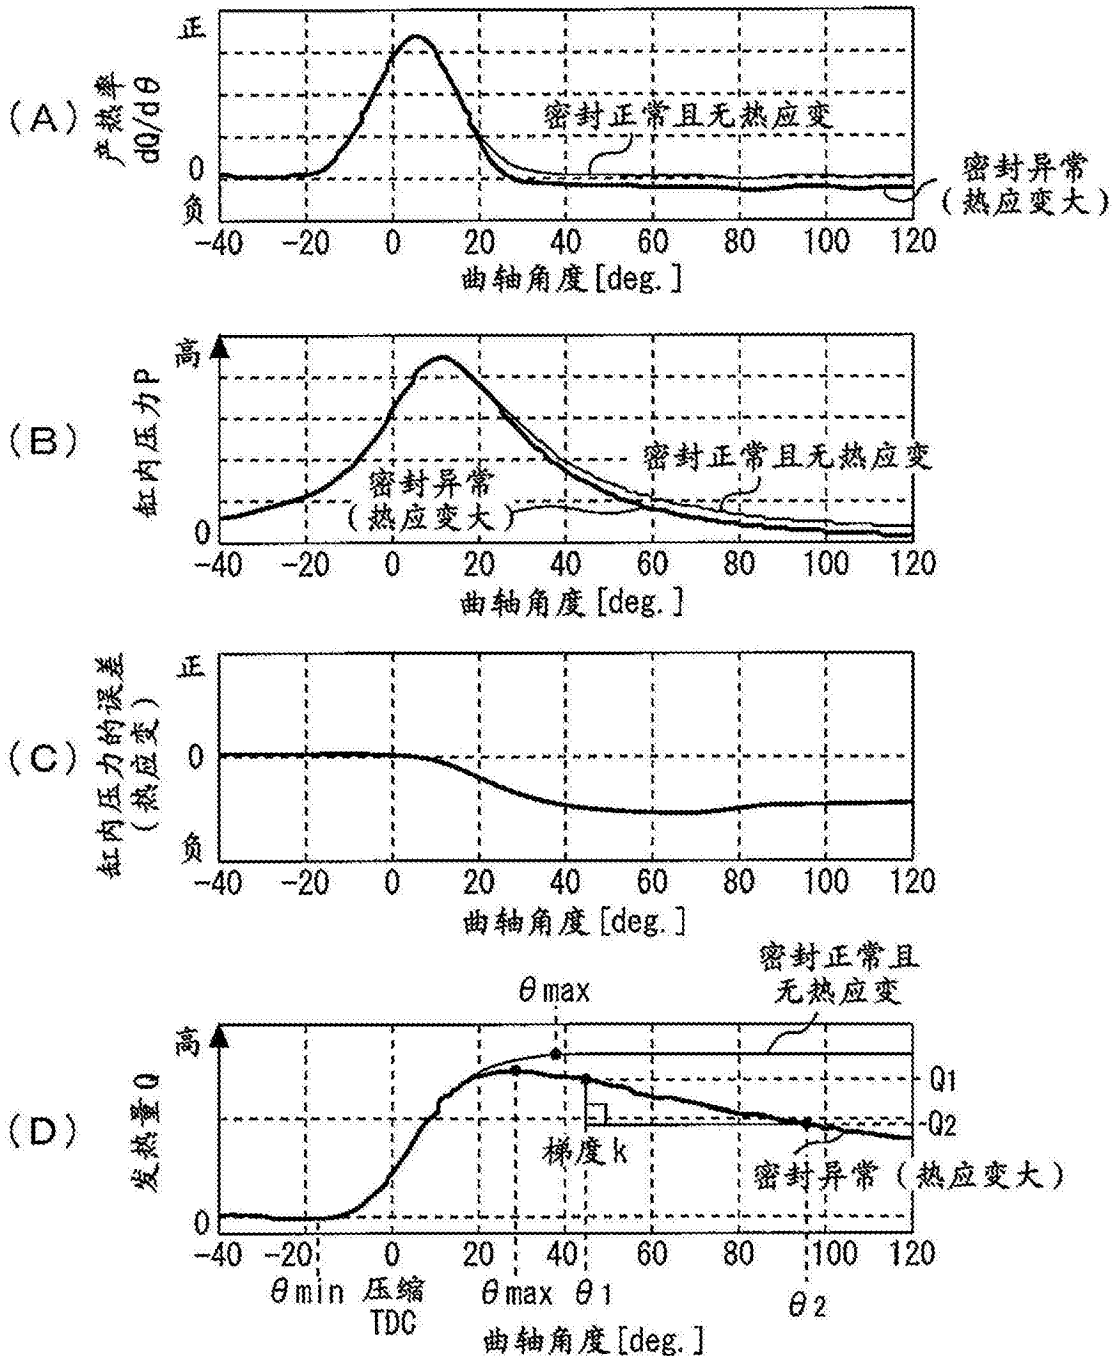 (A)
产热率
dQ/dθ
正
0
负
密封正常且无热应变
密封异常
(热应变大)
-40 -20 0 20 40 60 80 100 120
曲轴角度[deg.]
(B)
缸内压力P
高
0
密封正常且无热应变
密封异常
(热应变大)
-40 -20 0 20 40 60 80 100 120
曲轴角度[deg.]
(C)
缸内压力的误差
(热应变)
正
0
负
-40 -20 0 20 40 60 80 100 120
曲轴角度[deg.]
(D)
发热量Q
高
0
θmax
密封正常且
无热应变
Q1
Q2
梯度k
密封异常(热应变大)
-40 -20 0 20 40 60 80 100 120
θmin 压缩 θmax θ1 θ2
TDC
曲轴角度[deg.]